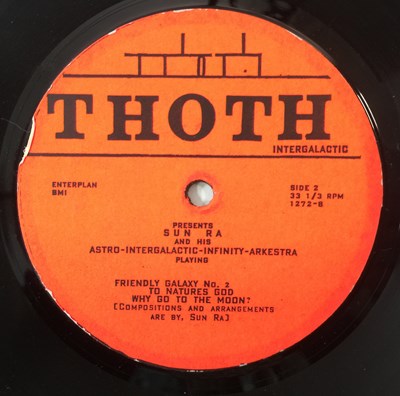 THOTH
INTERGALACTIC
ENTERPLAN
BMI
SIDE 2
33 1/3 RPM
1272-B
PRESENTS
SUN RA
AND HIS
ASTRO-INTERGALACTIC-INFINITY-ARKESTRA
PLAYING
FRIENDLY GALAXY No. 2
TO NATURES GOD
WHY GO TO THE MOON?
[COMPOSITIONS AND ARRANGEMENTS
ARE BY, SUN RA]